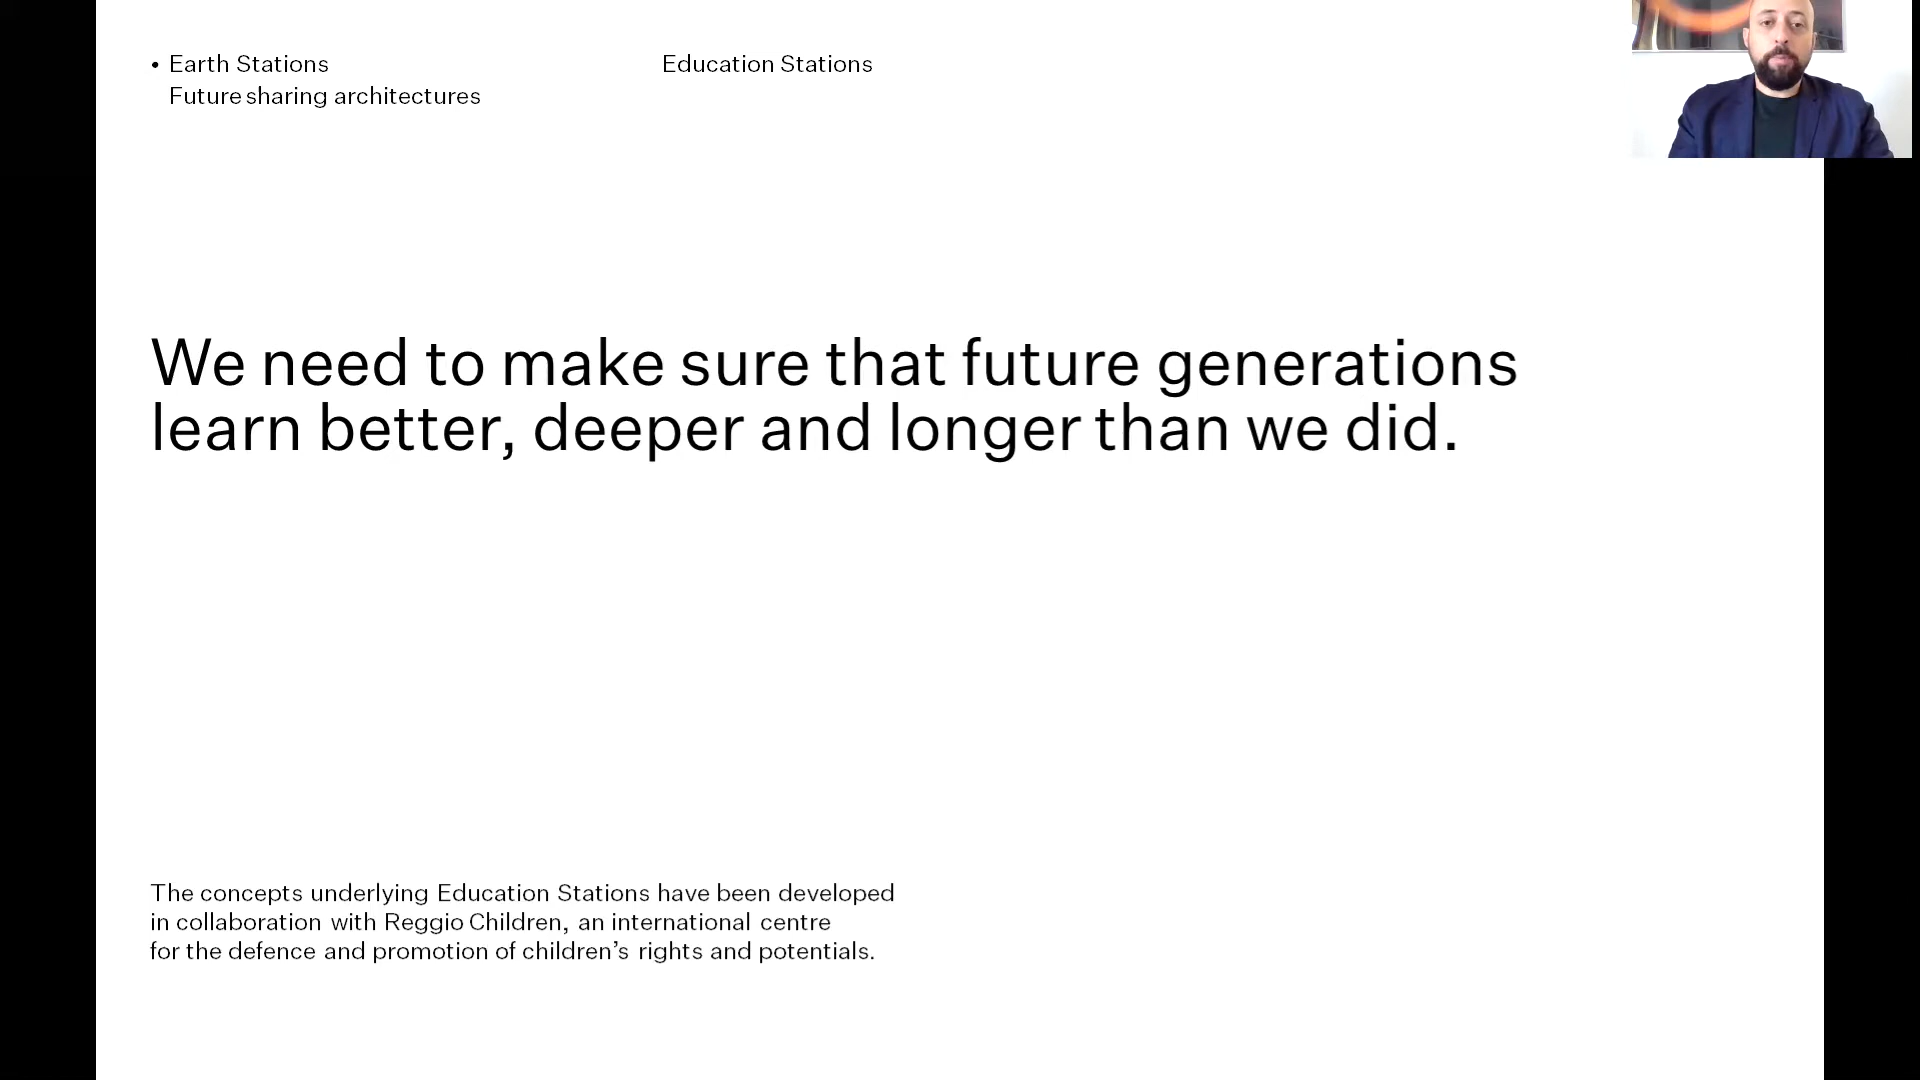 • Earth Stations
Future sharing architectures
Education Stations
We need to make sure that future generations
learn better, deeper and longer than we did.
The concepts underlying Education Stations have been developed
in collaboration with Reggio Children, an international centre
for the defence and promotion of children’s rights and potentials.